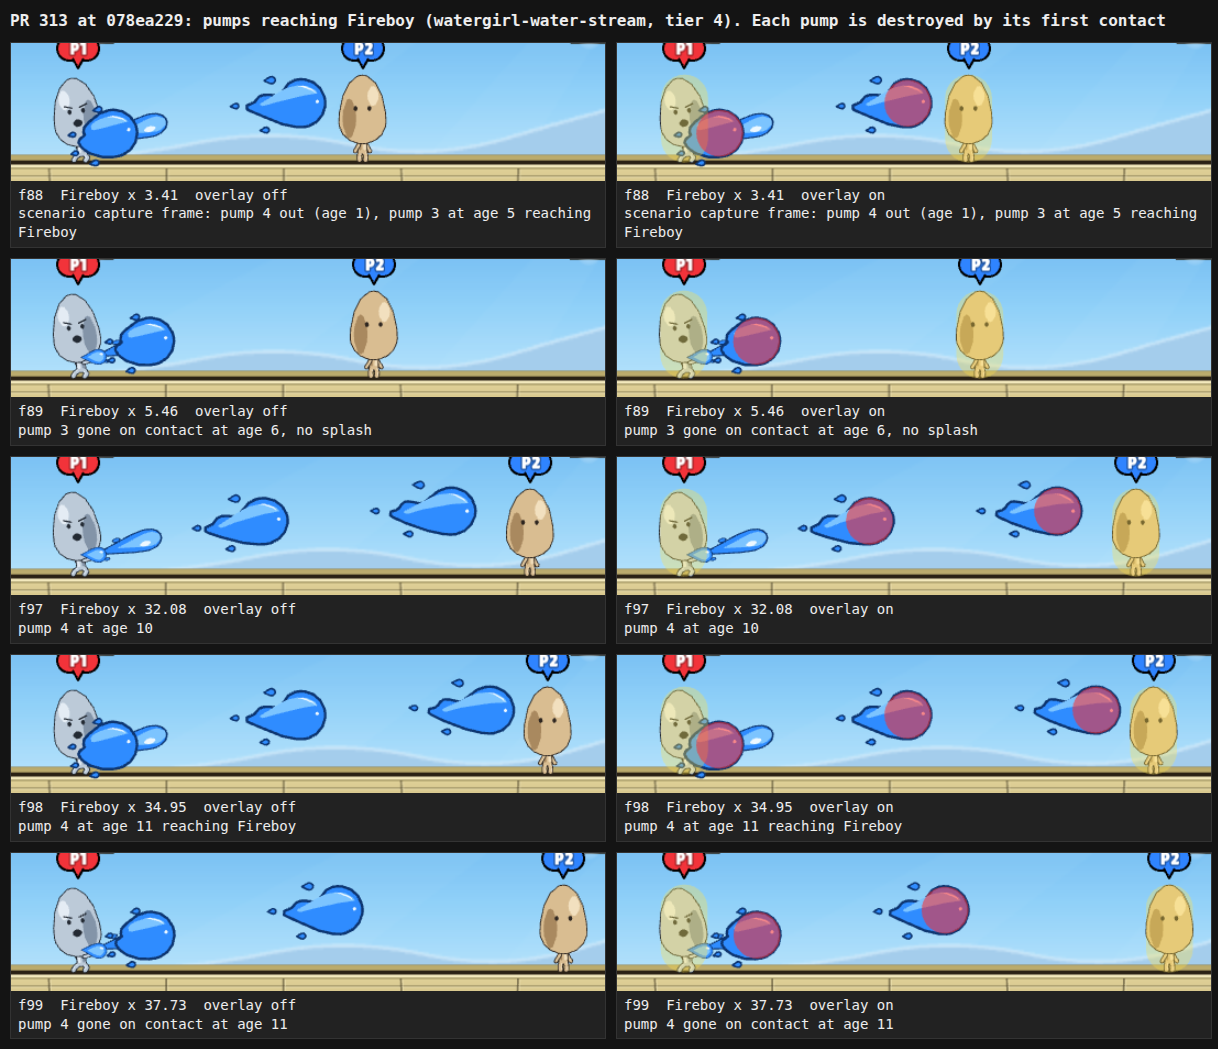 PR 313 at 078ea229: pumps reaching Fireboy (watergirl-water-stream, tier 4). Each pump is destroyed by its first contact
P1 P2
P1 P2
f88 Fireboy x 3.41 overlay off
scenario capture frame: pump 4 out (age 1), pump 3 at age 5 reaching
Fireboy
f88 Fireboy x 3.41 overlay on
scenario capture frame: pump 4 out (age 1), pump 3 at age 5 reaching
Fireboy
P1 P2
P1 P2
f89 Fireboy x 5.46 overlay off
pump 3 gone on contact at age 6, no splash
f89 Fireboy x 5.46 overlay on
pump 3 gone on contact at age 6, no splash
P1 P2
P1 P2
f97 Fireboy x 32.08 overlay off
pump 4 at age 10
f97 Fireboy x 32.08 overlay on
pump 4 at age 10
P1 P2
P1 P2
f98 Fireboy x 34.95 overlay off
pump 4 at age 11 reaching Fireboy
f98 Fireboy x 34.95 overlay on
pump 4 at age 11 reaching Fireboy
P1 P2
P1 P2
f99 Fireboy x 37.73 overlay off
pump 4 gone on contact at age 11
f99 Fireboy x 37.73 overlay on
pump 4 gone on contact at age 11